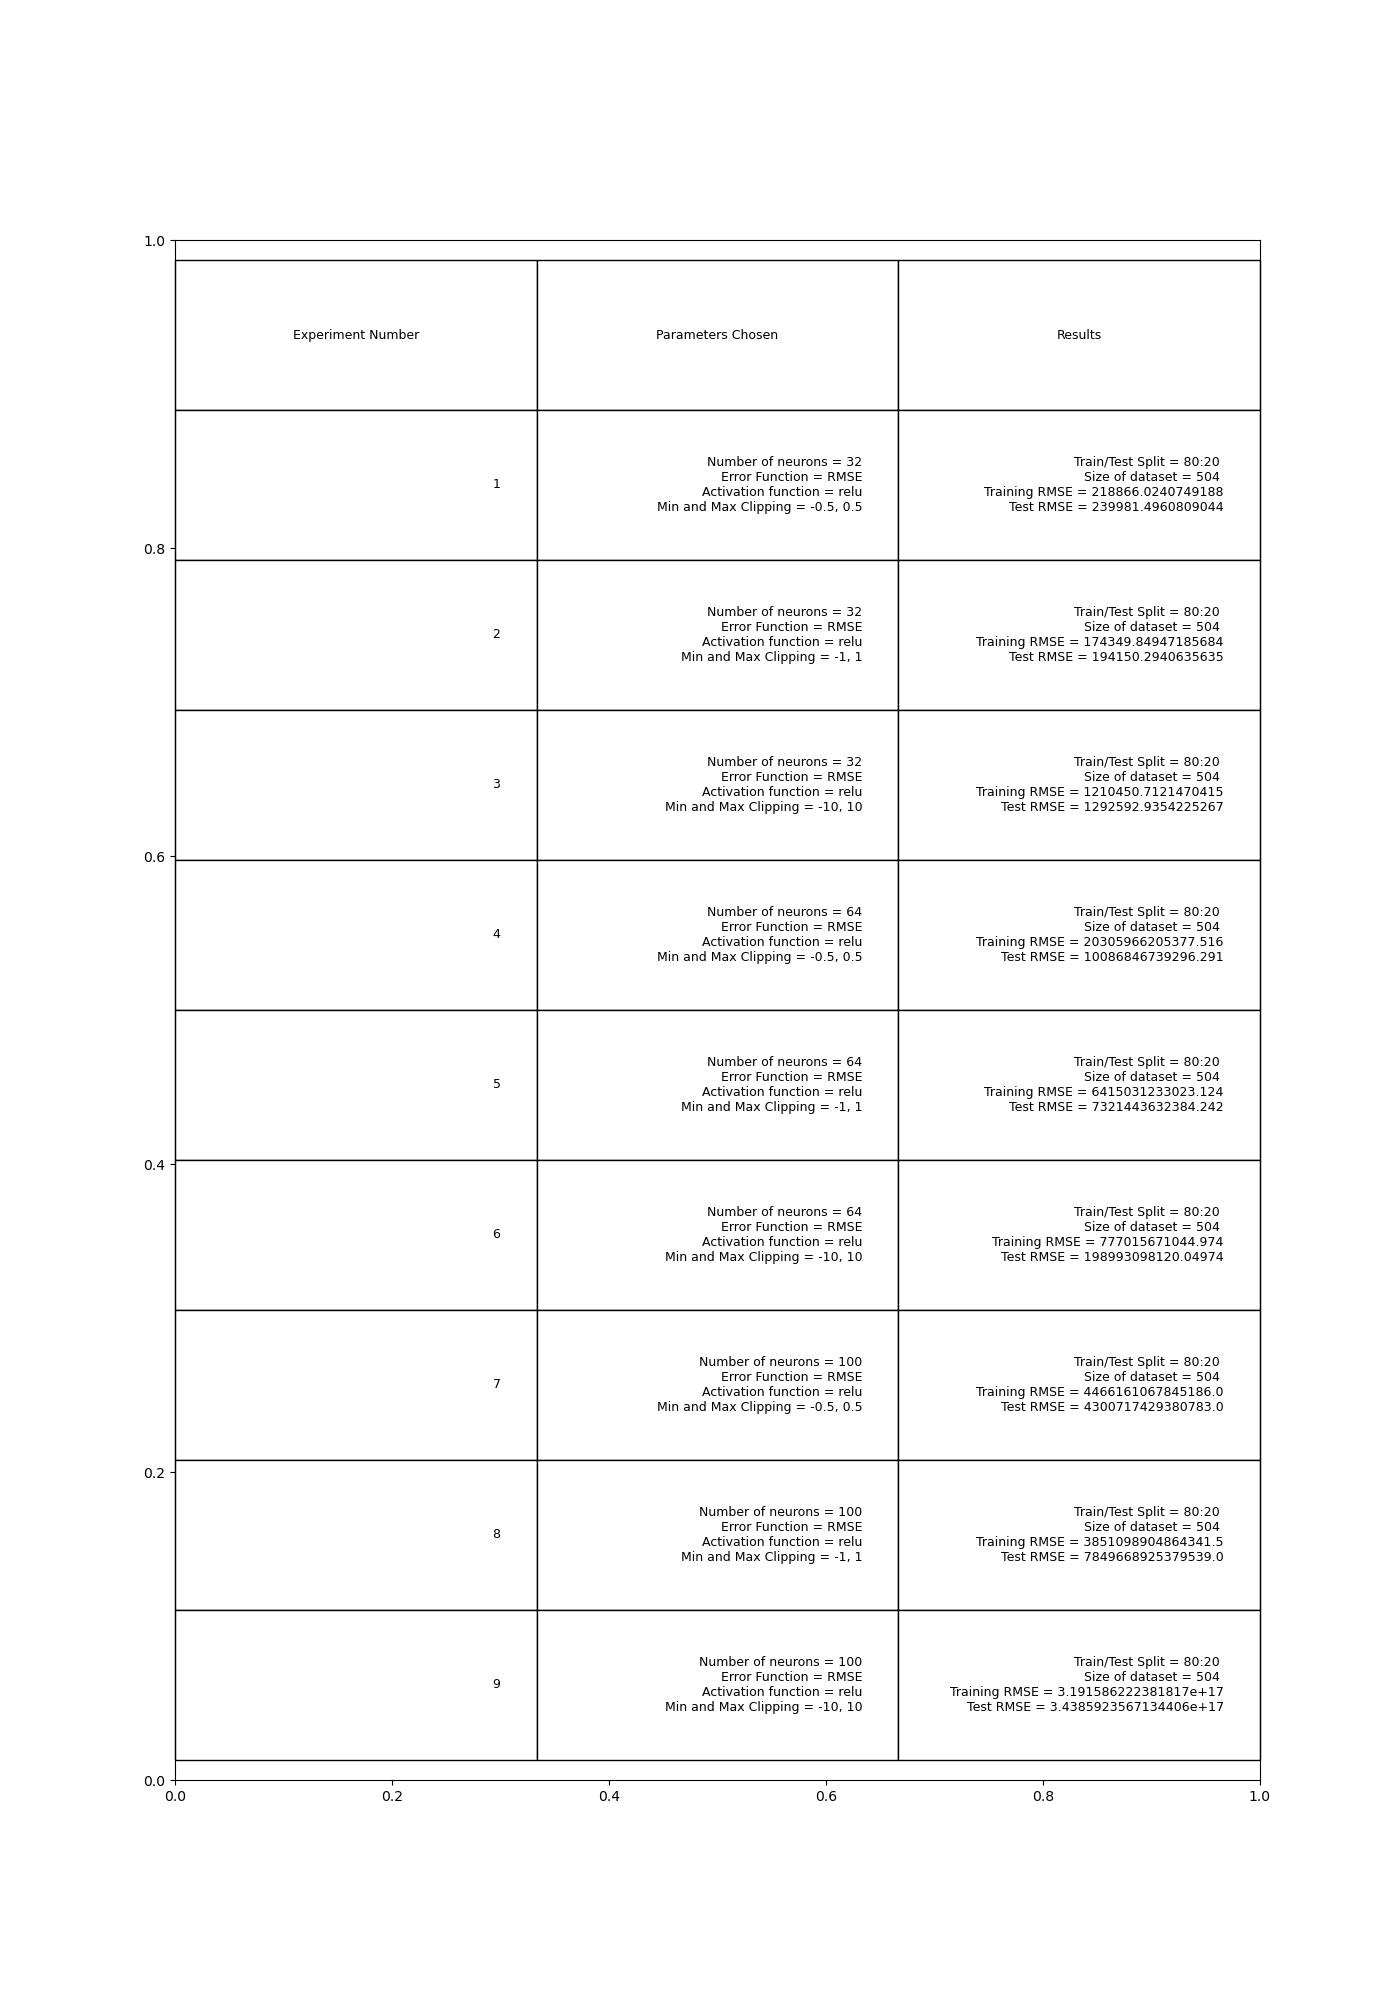 1.0
Experiment Number
Parameters Chosen
Results
1
Number of neurons = 32
Error Function = RMSE
Activation function = relu
Min and Max Clipping = -0.5, 0.5
Train/Test Split = 80:20
Size of dataset = 504
Training RMSE = 218866.0240749188
Test RMSE = 239981.4960809044
0.8
2
Number of neurons = 32
Error Function = RMSE
Activation function = relu
Min and Max Clipping = -1, 1
Train/Test Split = 80:20
Size of dataset = 504
Training RMSE = 174349.84947185684
Test RMSE = 194150.2940635635
3
Number of neurons = 32
Error Function = RMSE
Activation function = relu
Min and Max Clipping = -10, 10
Train/Test Split = 80:20
Size of dataset = 504
Training RMSE = 1210450.7121470415
Test RMSE = 1292592.9354225267
0.6
4
Number of neurons = 64
Error Function = RMSE
Activation function = relu
Min and Max Clipping = -0.5, 0.5
Train/Test Split = 80:20
Size of dataset = 504
Training RMSE = 20305966205377.516
Test RMSE = 10086846739296.291
5
Number of neurons = 64
Error Function = RMSE
Activation function = relu
Min and Max Clipping = -1, 1
Train/Test Split = 80:20
Size of dataset = 504
Training RMSE = 6415031233023.124
Test RMSE = 7321443632384.242
0.4
6
Number of neurons = 64
Error Function = RMSE
Activation function = relu
Min and Max Clipping = -10, 10
Train/Test Split = 80:20
Size of dataset = 504
Training RMSE = 777015671044.974
Test RMSE = 198993098120.04974
7
Number of neurons = 100
Error Function = RMSE
Activation function = relu
Min and Max Clipping = -0.5, 0.5
Train/Test Split = 80:20
Size of dataset = 504
Training RMSE = 4466161067845186.0
Test RMSE = 4300717429380783.0
0.2
8
Number of neurons = 100
Error Function = RMSE
Activation function = relu
Min and Max Clipping = -1, 1
Train/Test Split = 80:20
Size of dataset = 504
Training RMSE = 3851098904864341.5
Test RMSE = 7849668925379539.0
9
Number of neurons = 100
Error Function = RMSE
Activation function = relu
Min and Max Clipping = -10, 10
Train/Test Split = 80:20
Size of dataset = 504
Training RMSE = 3.191586222381817e+17
Test RMSE = 3.4385923567134406e+17
0.0
0.0 0.2 0.4 0.6 0.8 1.0